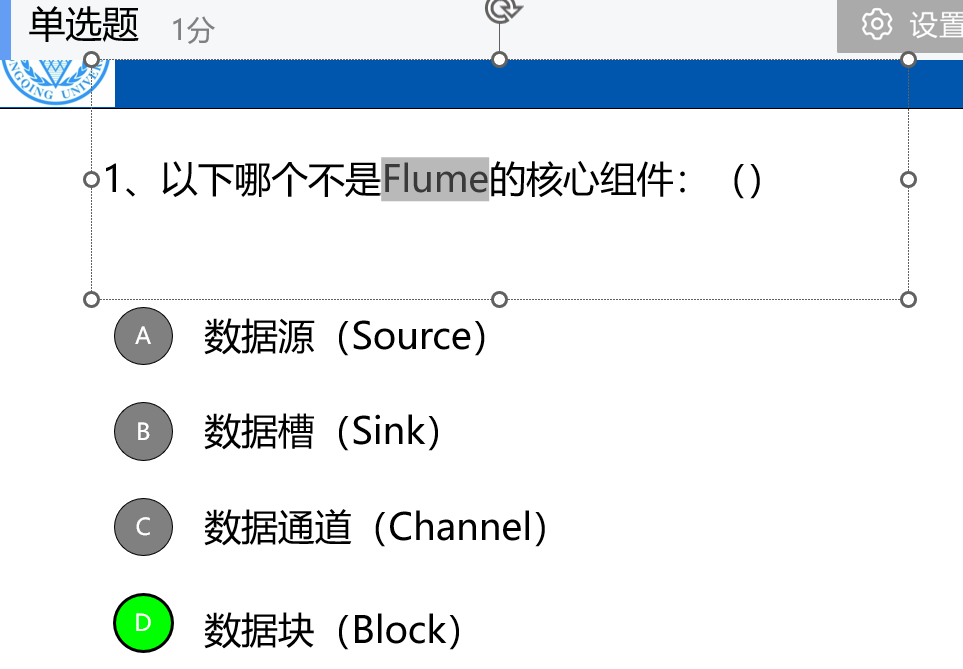 单选题 1分
设置
NGQING UNIVER
1、以下哪个不是Flume的核心组件：（）
A 数据源（Source）
B 数据槽（Sink）
C 数据通道（Channel）
D 数据块（Block）